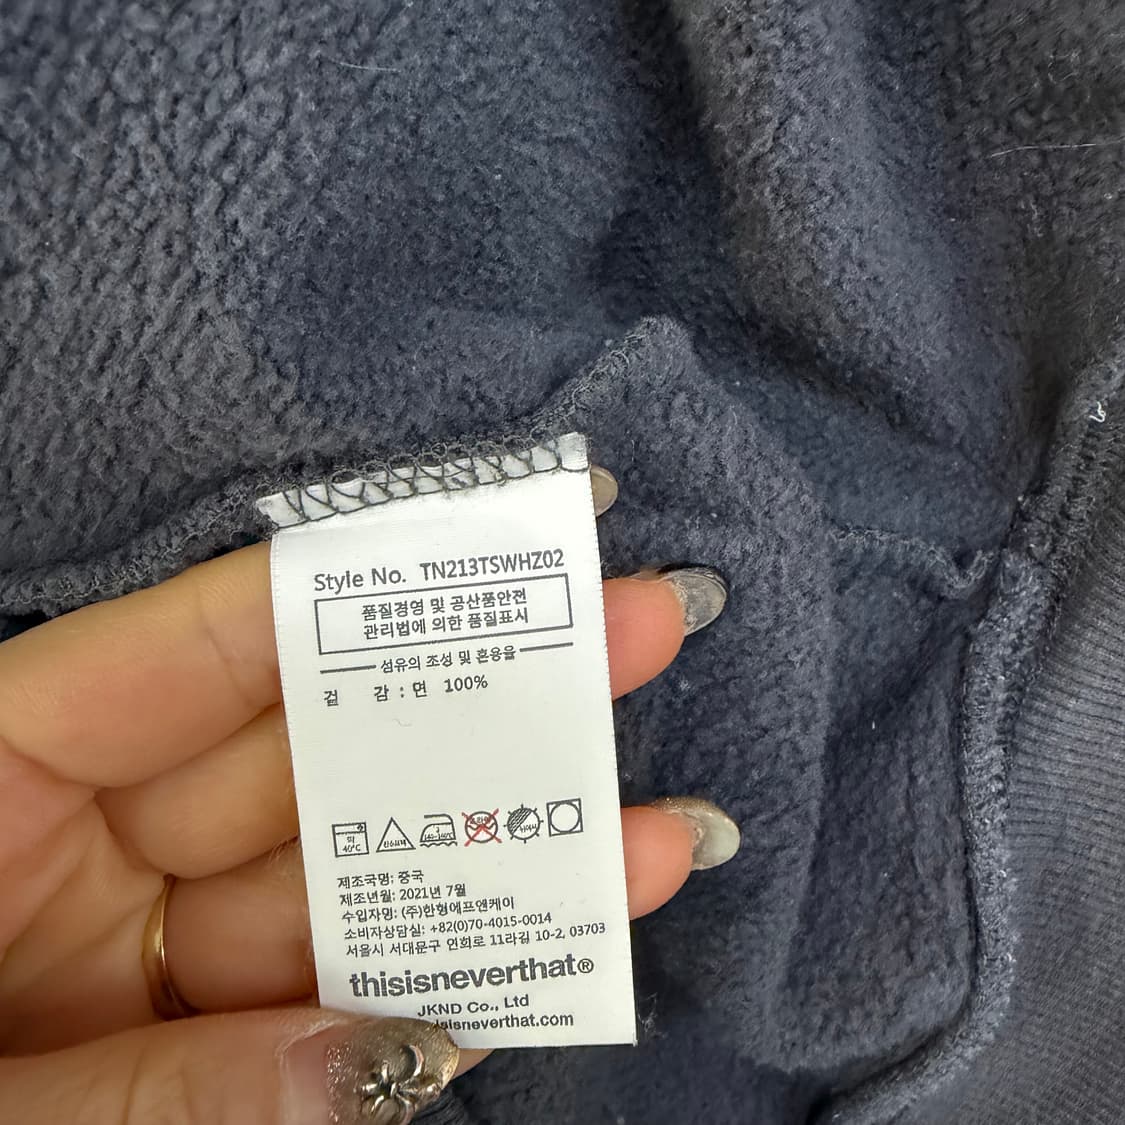 Style No. TN213TSWHZ02
품질경영 및 공산품안전
관리법에 의한 품질표시
섬유의 조성 및 혼용율
겉 감 : 면 100%
약 40℃
제조국명: 중국
제조년월: 2021년 7월
수입자명: (주)한형에프앤케이
소비자상담실: +82(0)70-4015-0014
서울시 서대문구 연희로 11라길 10-2, 03703
thisisneverthat®
JKND Co., Ltd
isneverthat.com